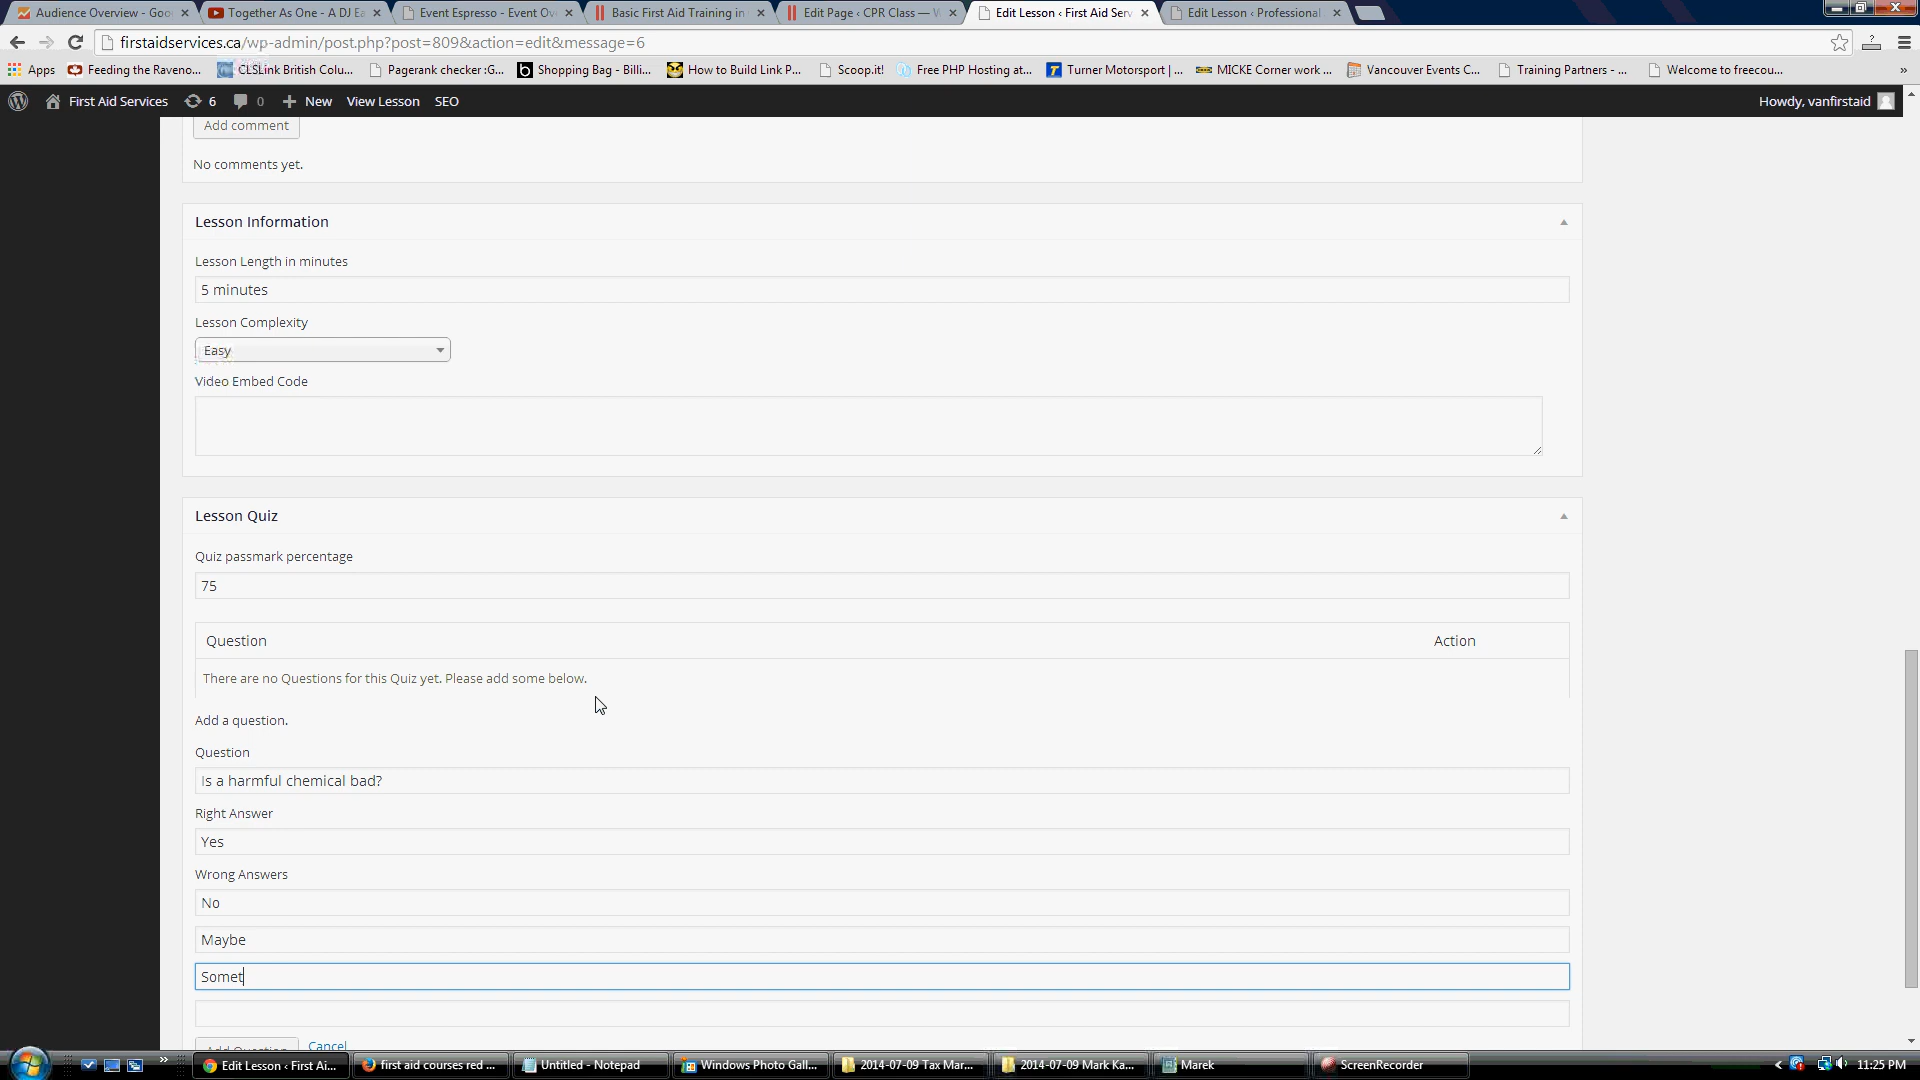 Audience Overview - Goo
Together As One - A DJ Ea
Event Espresso - Event Ov
Basic First Aid Training in
Edit Page ‹ CPR Class — W
Edit Lesson ‹ First Aid Serv
Edit Lesson ‹ Professional
firstaidservices.ca/wp-admin/post.php?post=809&action=edit&message=6
Apps
Feeding the Raveno...
CLSLink British Colu...
Pagerank checker :G...
Shopping Bag - Billi...
How to Build Link P...
Scoop.it!
Free PHP Hosting at...
Turner Motorsport | ...
MICKE Corner work ...
Vancouver Events C...
Training Partners - ...
Welcome to freecou...
»
First Aid Services
6
0
New
View Lesson
SEO
Howdy, vanfirstaid
Add comment
No comments yet.
Lesson Information
Lesson Length in minutes
5 minutes
Lesson Complexity
Easy
Video Embed Code
Lesson Quiz
Quiz passmark percentage
75
Question Action
There are no Questions for this Quiz yet. Please add some below.
Add a question.
Question
Is a harmful chemical bad?
Right Answer
Yes
Wrong Answers
No
Maybe
Somet
Add Question Cancel
»
Edit Lesson ‹ First Ai...
first aid courses red ...
Untitled - Notepad
Windows Photo Gall...
2014-07-09 Tax Mar...
2014-07-09 Mark Ka...
Marek
ScreenRecorder
11:25 PM